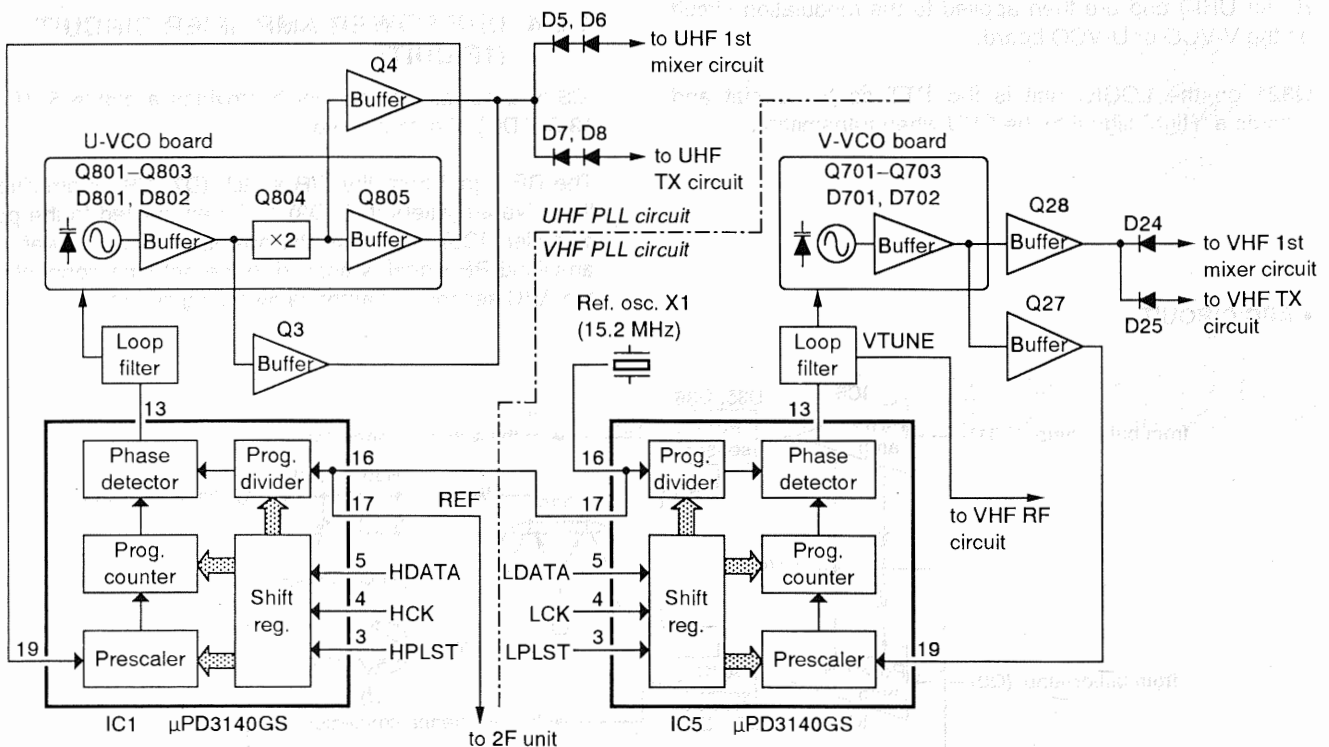 D5, D6
to UHF 1st
mixer circuit
Q4
Buffer
D7, D8
to UHF
TX circuit
U-VCO board
Q801–Q803
D801, D802
Q804
Q805
Buffer
×2
Buffer
UHF PLL circuit
VHF PLL circuit
V-VCO board
Q701–Q703
D701, D702
Buffer
Q28
Buffer
D24
to VHF 1st
mixer circuit
to VHF TX
circuit
D25
Q27
Buffer
Ref. osc. X1
(15.2 MHz)
Q3
Buffer
Loop
filter
Loop
filter
VTUNE
13
13
Phase
detector
Prog.
divider
16
17
REF
16
17
Prog.
divider
Phase
detector
to VHF RF
circuit
Prog.
counter
Shift
reg.
5
HDATA
4
HCK
3
HPLST
LDATA
5
LCK
4
LPLST
3
Shift
reg.
Prog.
counter
19
Prescaler
Prescaler
19
IC1 μPD3140GS
IC5 μPD3140GS
to 2F unit